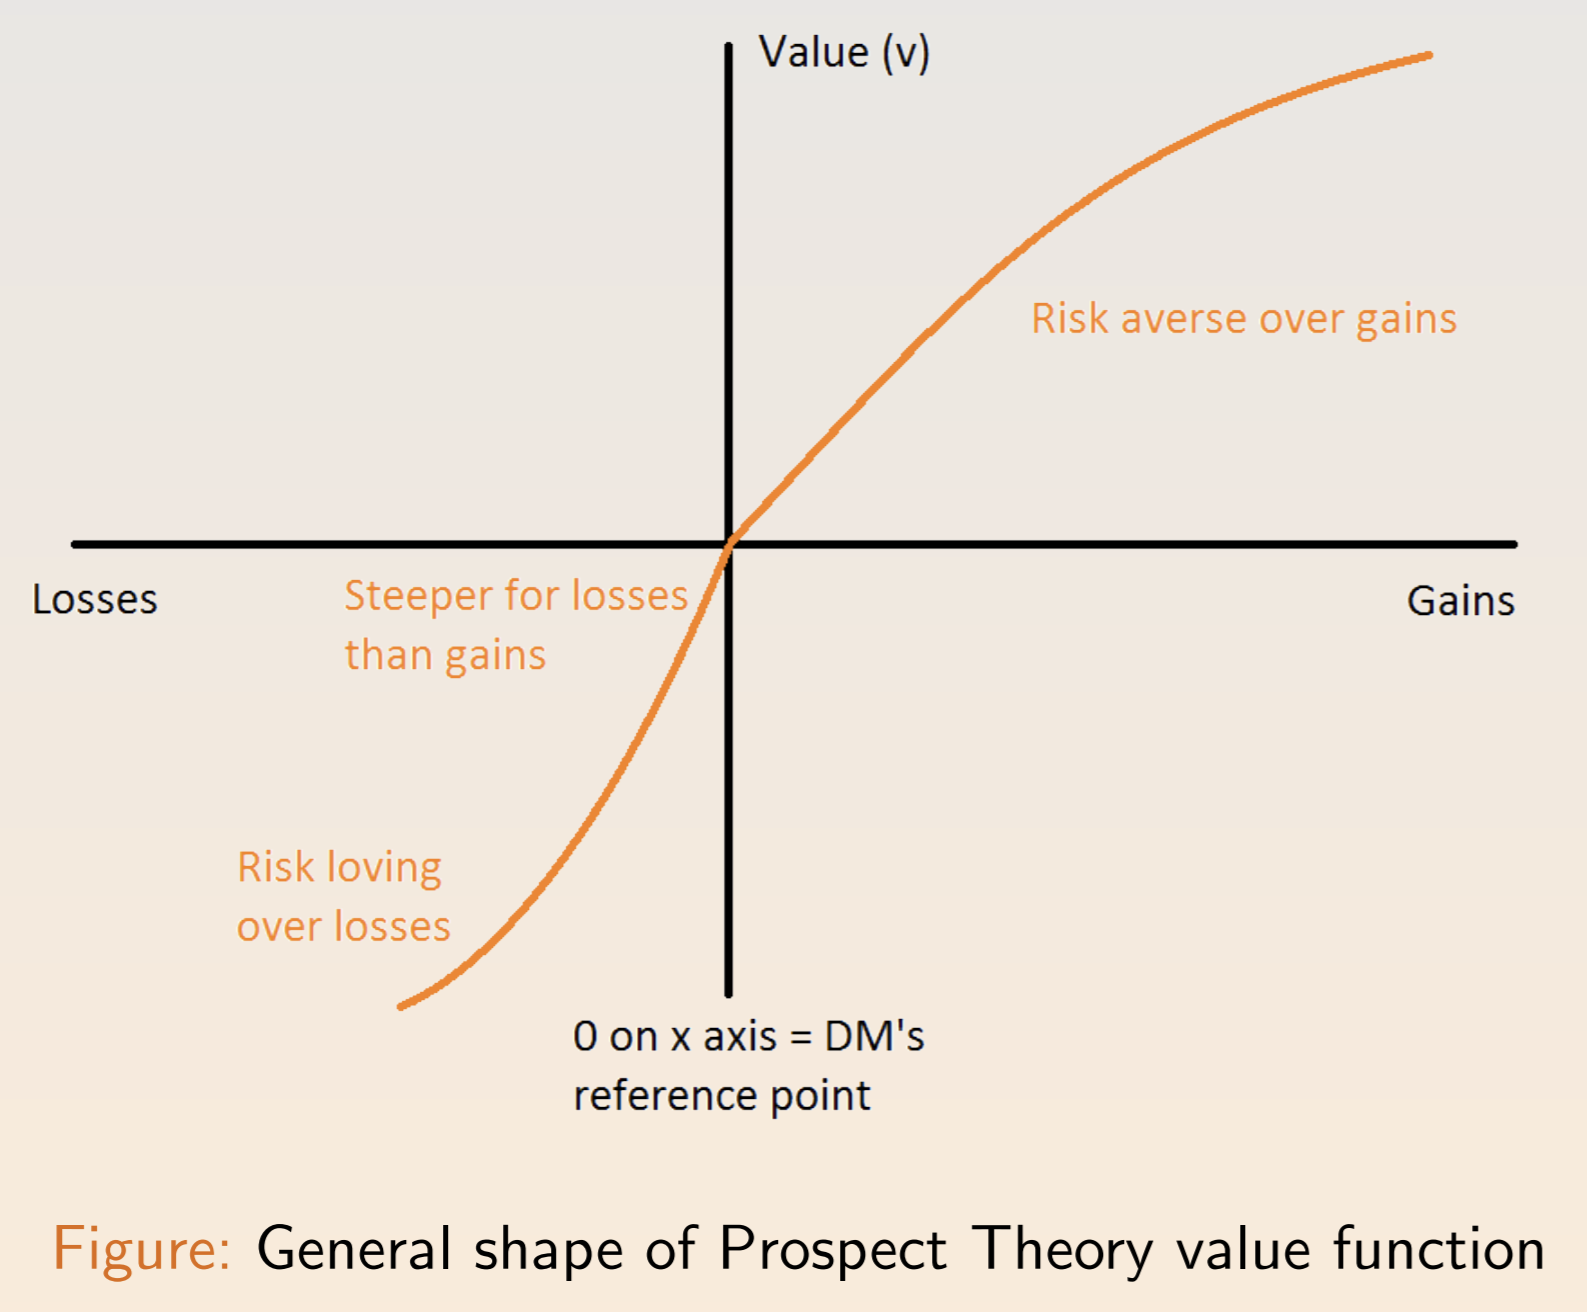 Value (v)
Risk averse over gains
Losses
Steeper for losses
than gains
Gains
Risk loving
over losses
0 on x axis = DM's
reference point
Figure: General shape of Prospect Theory value function